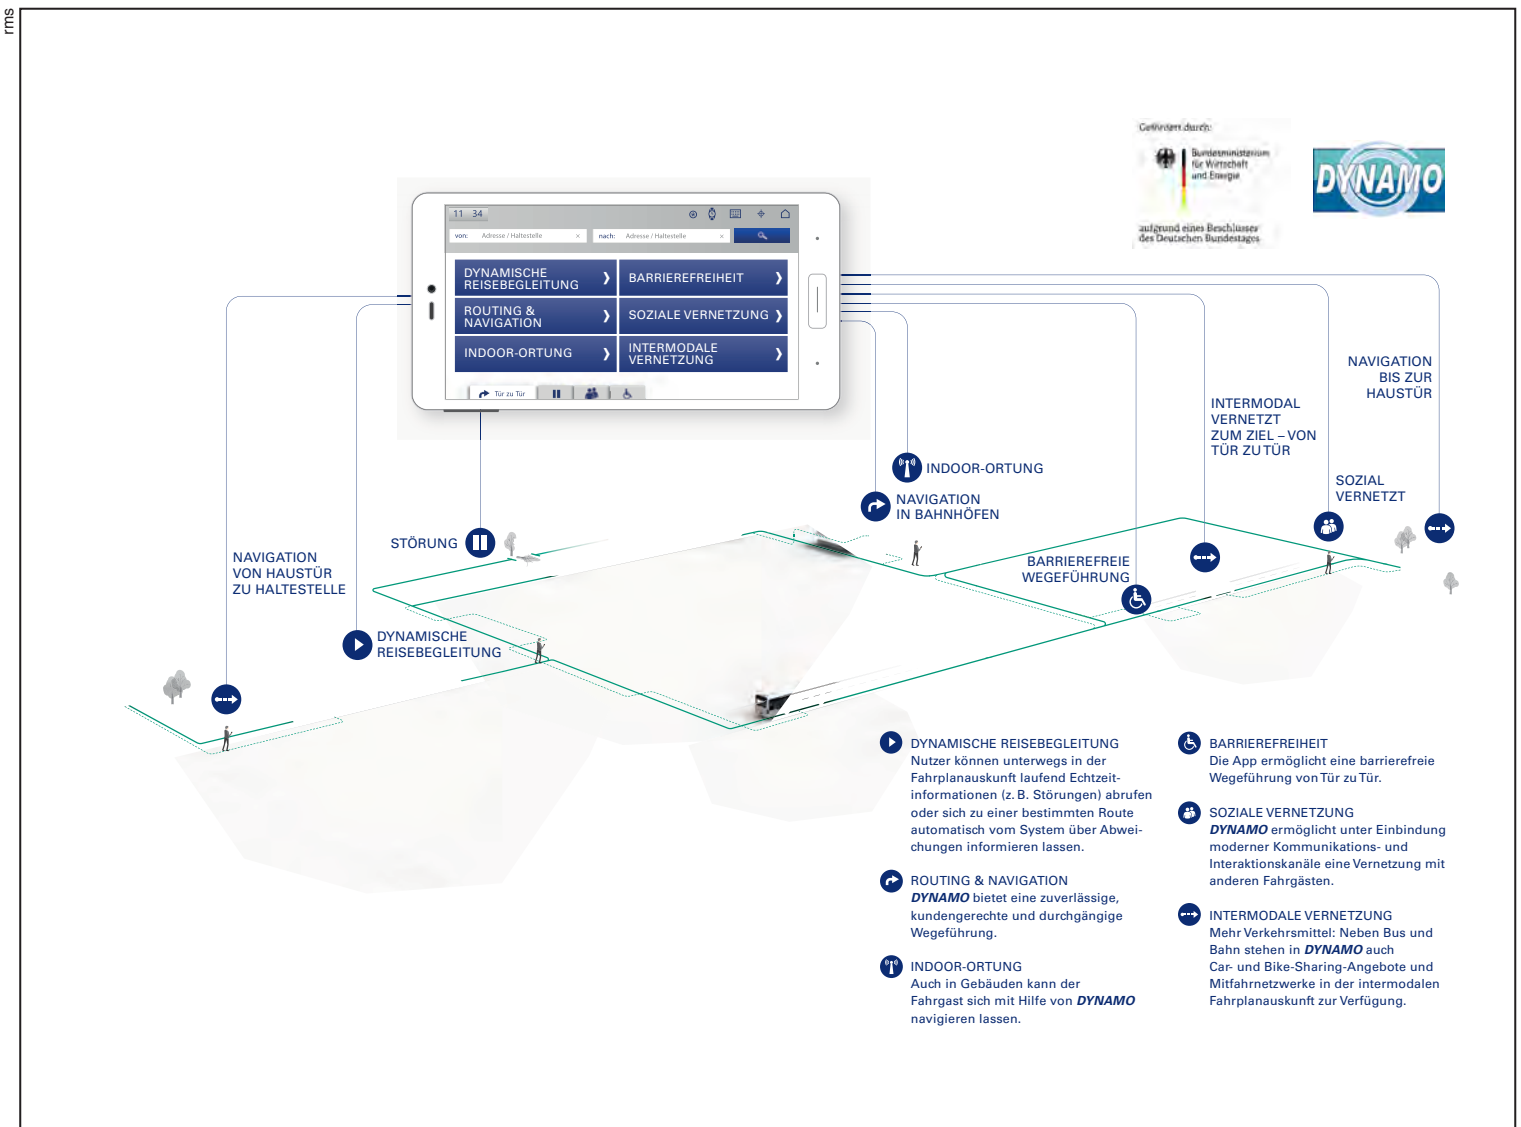 rms
Gefördert durch:
Bundesministerium
für Wirtschaft
und Energie
aufgrund eines Beschlusses
des Deutschen Bundestages
DYNAMO
11 34
von: Adresse / Haltestelle ×
nach: Adresse / Haltestelle ×
DYNAMISCHE
REISEBEGLEITUNG
BARRIEREFREIHEIT
ROUTING &
NAVIGATION
SOZIALE VERNETZUNG
INDOOR-ORTUNG
INTERMODALE
VERNETZUNG
Tür zu Tür
NAVIGATION
BIS ZUR
HAUSTÜR
INTERMODAL
VERNETZT
ZUM ZIEL – VON
TÜR ZU TÜR
INDOOR-ORTUNG
SOZIAL
VERNETZT
NAVIGATION
IN BAHNHÖFEN
STÖRUNG
NAVIGATION
VON HAUSTÜR
ZU HALTESTELLE
BARRIEREFREIE
WEGEFÜHRUNG
DYNAMISCHE
REISEBEGLEITUNG
DYNAMISCHE REISEBEGLEITUNG
Nutzer können unterwegs in der
Fahrplanauskunft laufend Echtzeit-
informationen (z. B. Störungen) abrufen
oder sich zu einer bestimmten Route
automatisch vom System über Abwei-
chungen informieren lassen.
ROUTING & NAVIGATION
DYNAMO bietet eine zuverlässige,
kundengerechte und durchgängige
Wegeführung.
INDOOR-ORTUNG
Auch in Gebäuden kann der
Fahrgast sich mit Hilfe von DYNAMO
navigieren lassen.
BARRIEREFREIHEIT
Die App ermöglicht eine barrierefreie
Wegeführung von Tür zu Tür.
SOZIALE VERNETZUNG
DYNAMO ermöglicht unter Einbindung
moderner Kommunikations- und
Interaktionskanäle eine Vernetzung mit
anderen Fahrgästen.
INTERMODALE VERNETZUNG
Mehr Verkehrsmittel: Neben Bus und
Bahn stehen in DYNAMO auch
Car- und Bike-Sharing-Angebote und
Mitfahrnetzwerke in der intermodalen
Fahrplanauskunft zur Verfügung.